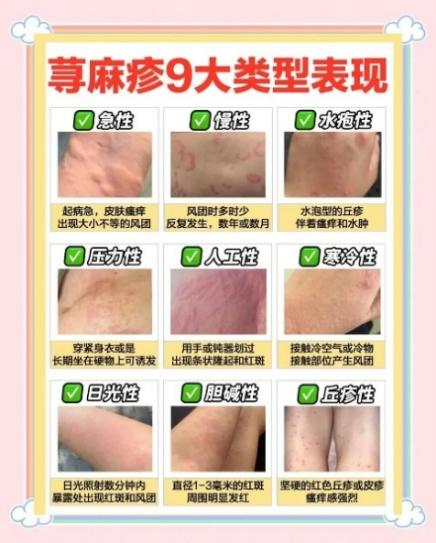 荨麻疹9大类型表现
急性
慢性
水疱性
起病急，皮肤瘙痒
出现大小不等的风团
风团时多时少
反复发生，数年或数月
水泡型的丘疹
伴着瘙痒和水肿
压力性
人工性
寒冷性
穿紧身衣或是
长期坐在硬物上可诱发
用手或钝器划过
出现条状隆起和红斑
接触冷空气或冷物
接触部位产生风团
日光性
胆碱性
丘疹性
日光照射数分钟内
暴露处出现红斑和风团
直径1-3毫米的红斑
周围明显发红
坚硬的红色丘疹或皮疹
瘙痒感强烈